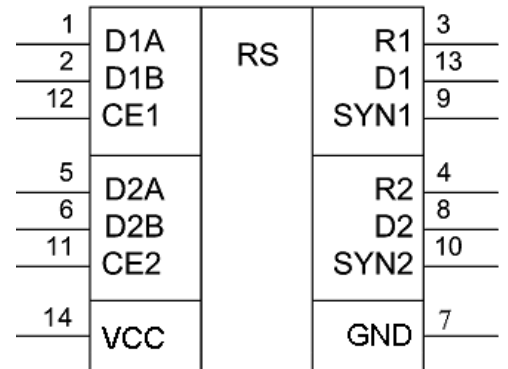 1 D1A RS R1 3
2 D1B D1 13
12 CE1 SYN1 9
5 D2A R2 4
6 D2B D2 8
11 CE2 SYN2 10
14 VCC GND 7